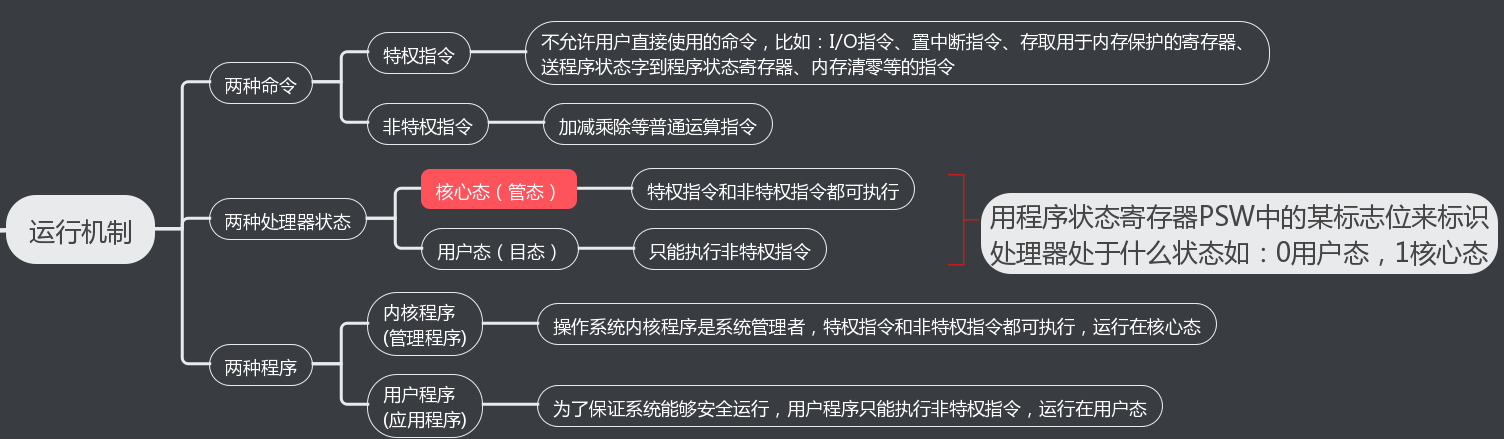 运行机制
两种命令
特权指令
不允许用户直接使用的命令，比如：I/O指令、置中断指令、存取用于内存保护的寄存器、
送程序状态字到程序状态寄存器、内存清零等的指令
非特权指令
加减乘除等普通运算指令
两种处理器状态
核心态（管态）
特权指令和非特权指令都可执行
用户态（目态）
只能执行非特权指令
用程序状态寄存器PSW中的某标志位来标识
处理器处于什么状态如：0用户态，1核心态
两种程序
内核程序
(管理程序)
操作系统内核程序是系统管理者，特权指令和非特权指令都可执行，运行在核心态
用户程序
(应用程序)
为了保证系统能够安全运行，用户程序只能执行非特权指令，运行在用户态